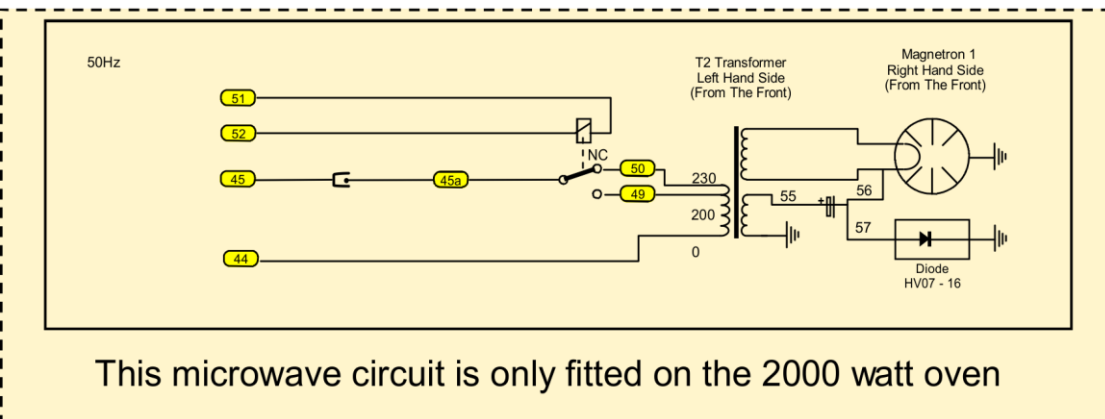 50Hz
T2 Transformer
Left Hand Side
(From The Front)
Magnetron 1
Right Hand Side
(From The Front)
51
52
NC
45
45a
50
49
230
200
0
55
56
57
44
Diode
HV07 - 16
This microwave circuit is only fitted on the 2000 watt oven